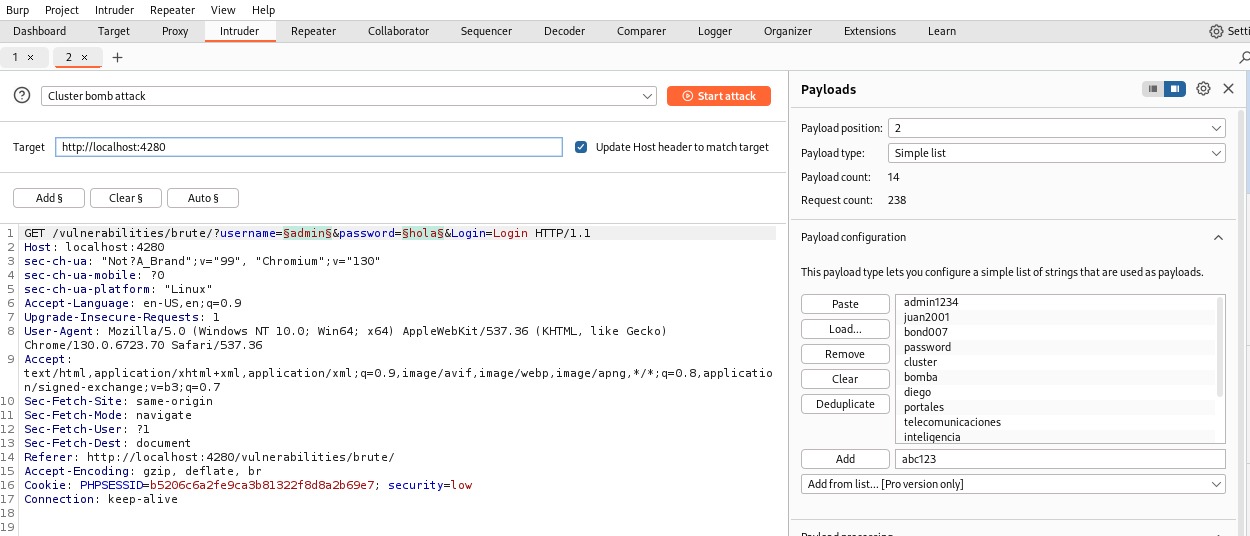 Burp Project Intruder Repeater View Help
Dashboard Target Proxy Intruder Repeater Collaborator Sequencer Decoder Comparer Logger Organizer Extensions Learn Setti
1 × 2 × +
? Cluster bomb attack Start attack
Target http://localhost:4280 Update Host header to match target
Add § Clear § Auto §
1 GET /vulnerabilities/brute/?username=§admin§&password=§hola§&Login=Login HTTP/1.1
2 Host: localhost:4280
3 sec-ch-ua: "Not?A_Brand";v="99", "Chromium";v="130"
4 sec-ch-ua-mobile: ?0
5 sec-ch-ua-platform: "Linux"
6 Accept-Language: en-US,en;q=0.9
7 Upgrade-Insecure-Requests: 1
8 User-Agent: Mozilla/5.0 (Windows NT 10.0; Win64; x64) AppleWebKit/537.36 (KHTML, like Gecko)
Chrome/130.0.6723.70 Safari/537.36
9 Accept:
text/html,application/xhtml+xml,application/xml;q=0.9,image/avif,image/webp,image/apng,*/*;q=0.8,applicatio
n/signed-exchange;v=b3;q=0.7
10 Sec-Fetch-Site: same-origin
11 Sec-Fetch-Mode: navigate
12 Sec-Fetch-User: ?1
13 Sec-Fetch-Dest: document
14 Referer: http://localhost:4280/vulnerabilities/brute/
15 Accept-Encoding: gzip, deflate, br
16 Cookie: PHPSESSID=b5206c6a2fe9ca3b81322f8d8a2b69e7; security=low
17 Connection: keep-alive
18
19
Payloads
Payload position: 2
Payload type: Simple list
Payload count: 14
Request count: 238
Payload configuration
This payload type lets you configure a simple list of strings that are used as payloads.
Paste
Load...
Remove
Clear
Deduplicate
admin1234
juan2001
bond007
password
cluster
bomba
diego
portales
telecomunicaciones
inteligencia
Add abc123
Add from list... [Pro version only]
Payload processing